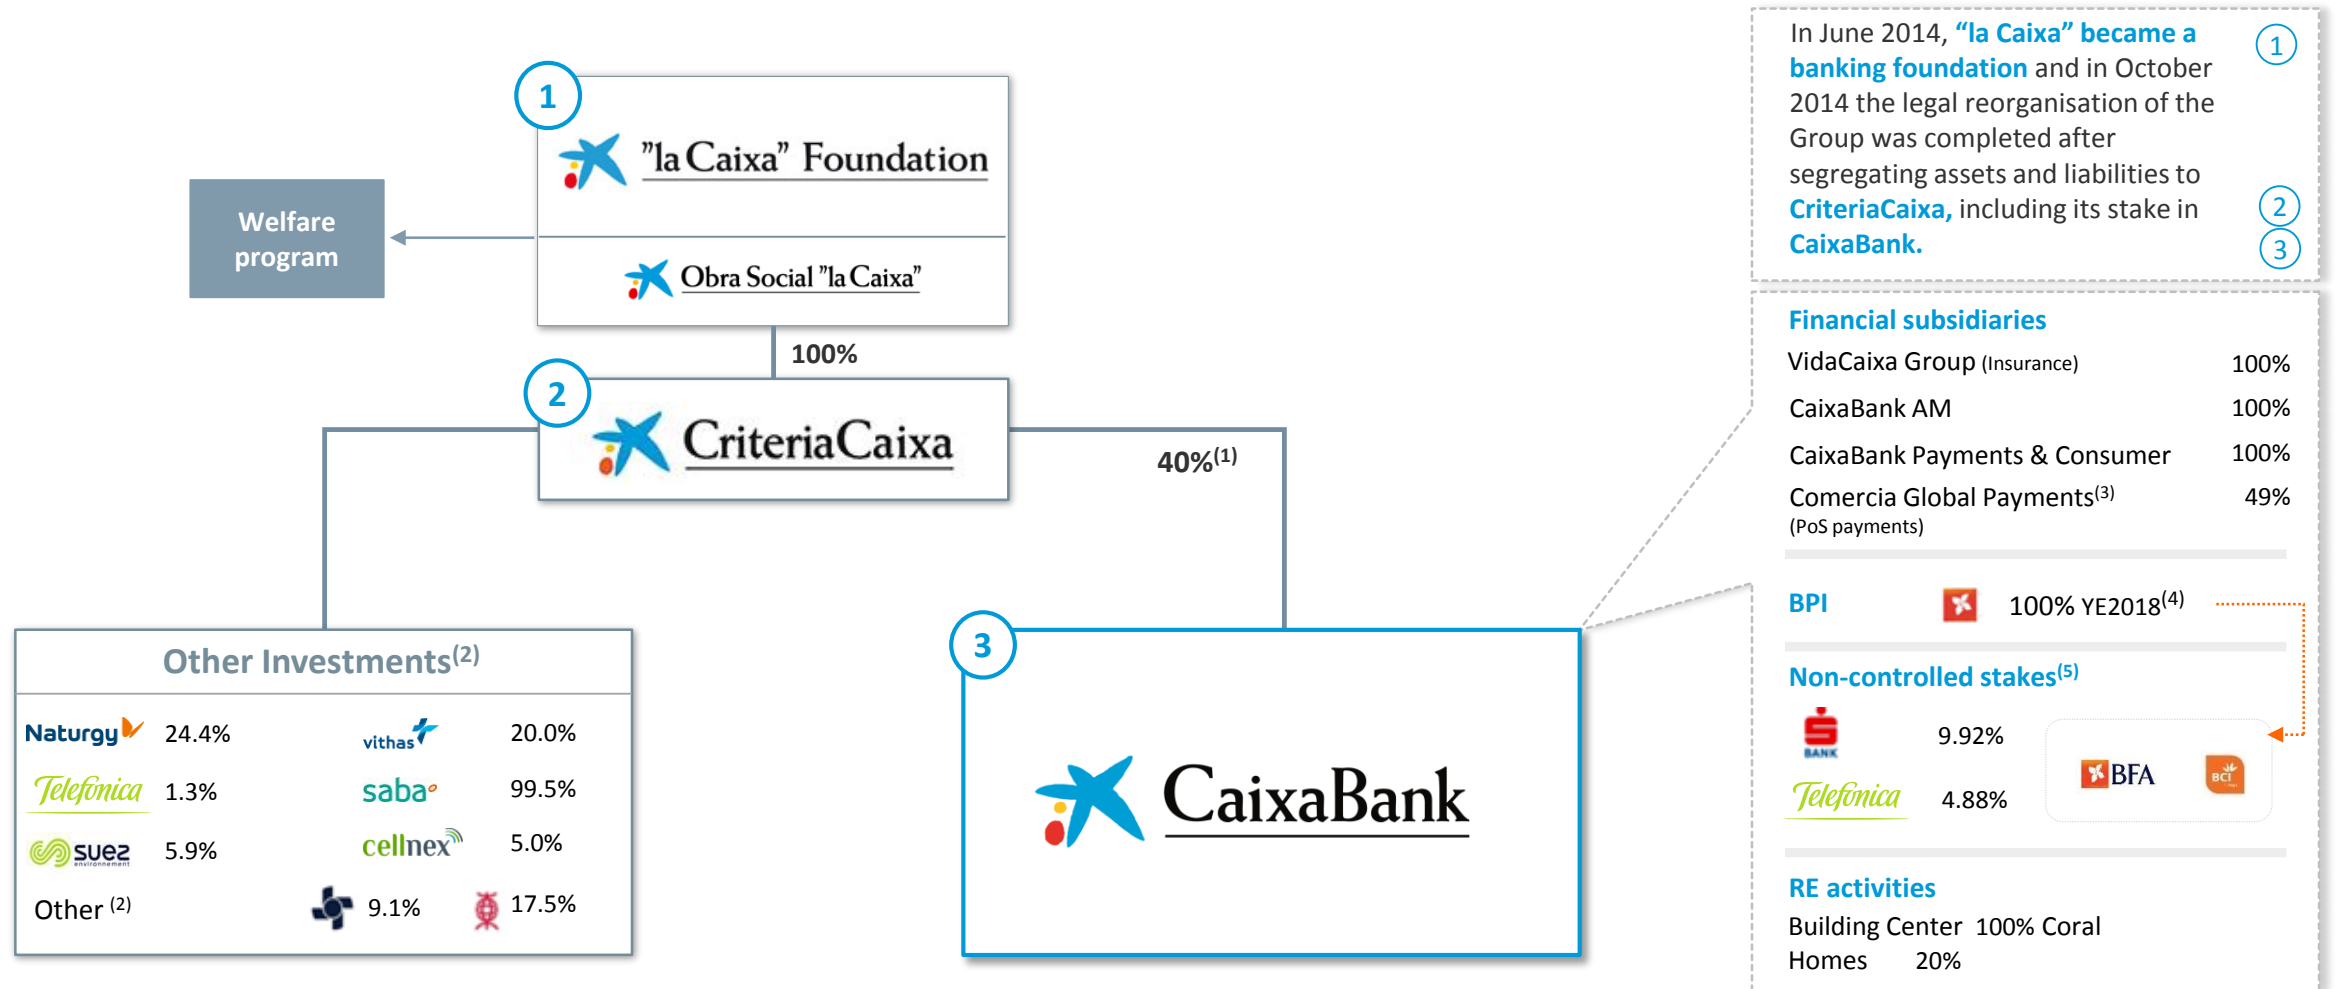 1
"la Caixa" Foundation
Obra Social "la Caixa"
Welfare
program
100%
2
CriteriaCaixa
40%(1)
Other Investments(2)
Naturgy 24.4%
vithas 20.0%
Telefónica 1.3%
saba 99.5%
suez
environnement
5.9%
cellnex 5.0%
Other (2)
9.1%
17.5%
3
CaixaBank
In June 2014, “la Caixa” became a
banking foundation and in October
2014 the legal reorganisation of the
Group was completed after
segregating assets and liabilities to
CriteriaCaixa, including its stake in
CaixaBank.
1
2
3
Financial subsidiaries
VidaCaixa Group (Insurance) 100%
CaixaBank AM 100%
CaixaBank Payments & Consumer 100%
Comercia Global Payments(3) 49%
(PoS payments)
BPI 100% YE2018(4)
Non-controlled stakes(5)
S
BANK
9.92%
Telefónica 4.88%
BFA
BCI
RE activities
Building Center 100% Coral
Homes 20%